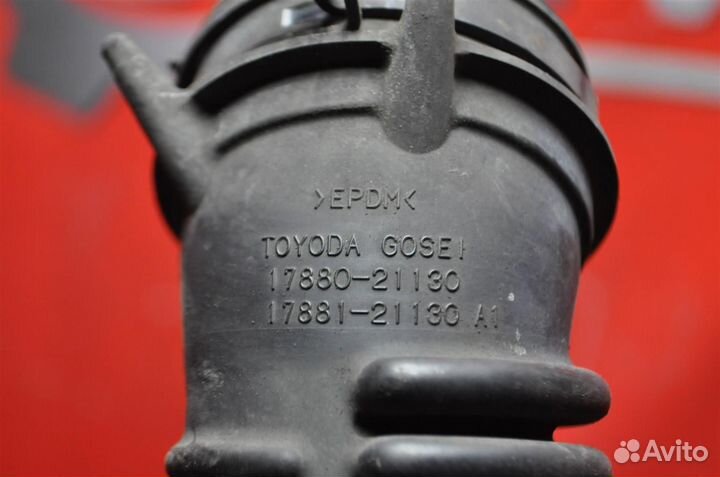 >EPDM<
TOYODA GOSEI
17880-21130
17881-21130 A1
Avito